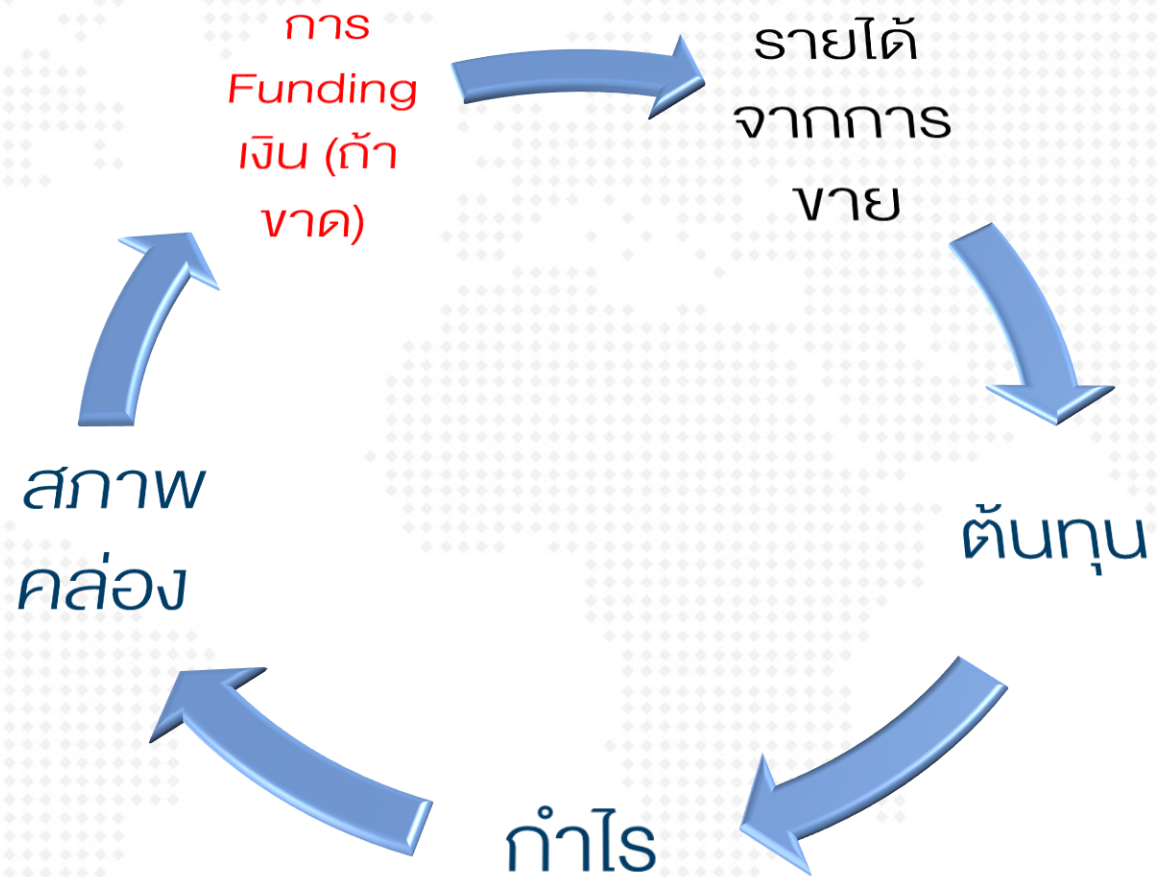 การ
Funding
เงิน (ถ้า
ขาด)
รายได้
จากการ
ขาย
ต้นทุน
กำไร
สภาพ
คล่อง